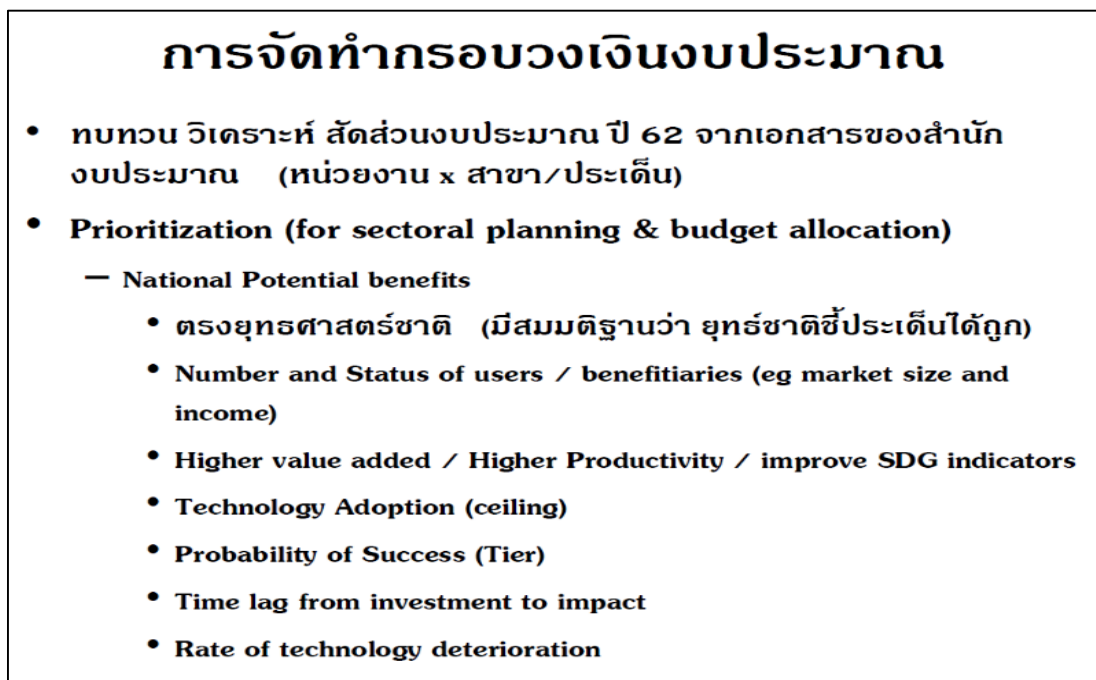 การจัดทำกรอบวงเงินงบประมาณ
• ทบทวน วิเคราะห์ สัดส่วนงบประมาณ ปี 62 จากเอกสารของสำนัก
งบประมาณ (หน่วยงาน x สาขา/ประเด็น)
• Prioritization (for sectoral planning & budget allocation)
– National Potential benefits
• ตรงยุทธศาสตร์ชาติ (มีสมมติฐานว่า ยุทธ์ชาติชี้ประเด็นได้ถูก)
• Number and Status of users / benefitiaries (eg market size and
income)
• Higher value added / Higher Productivity / improve SDG indicators
• Technology Adoption (ceiling)
• Probability of Success (Tier)
• Time lag from investment to impact
• Rate of technology deterioration